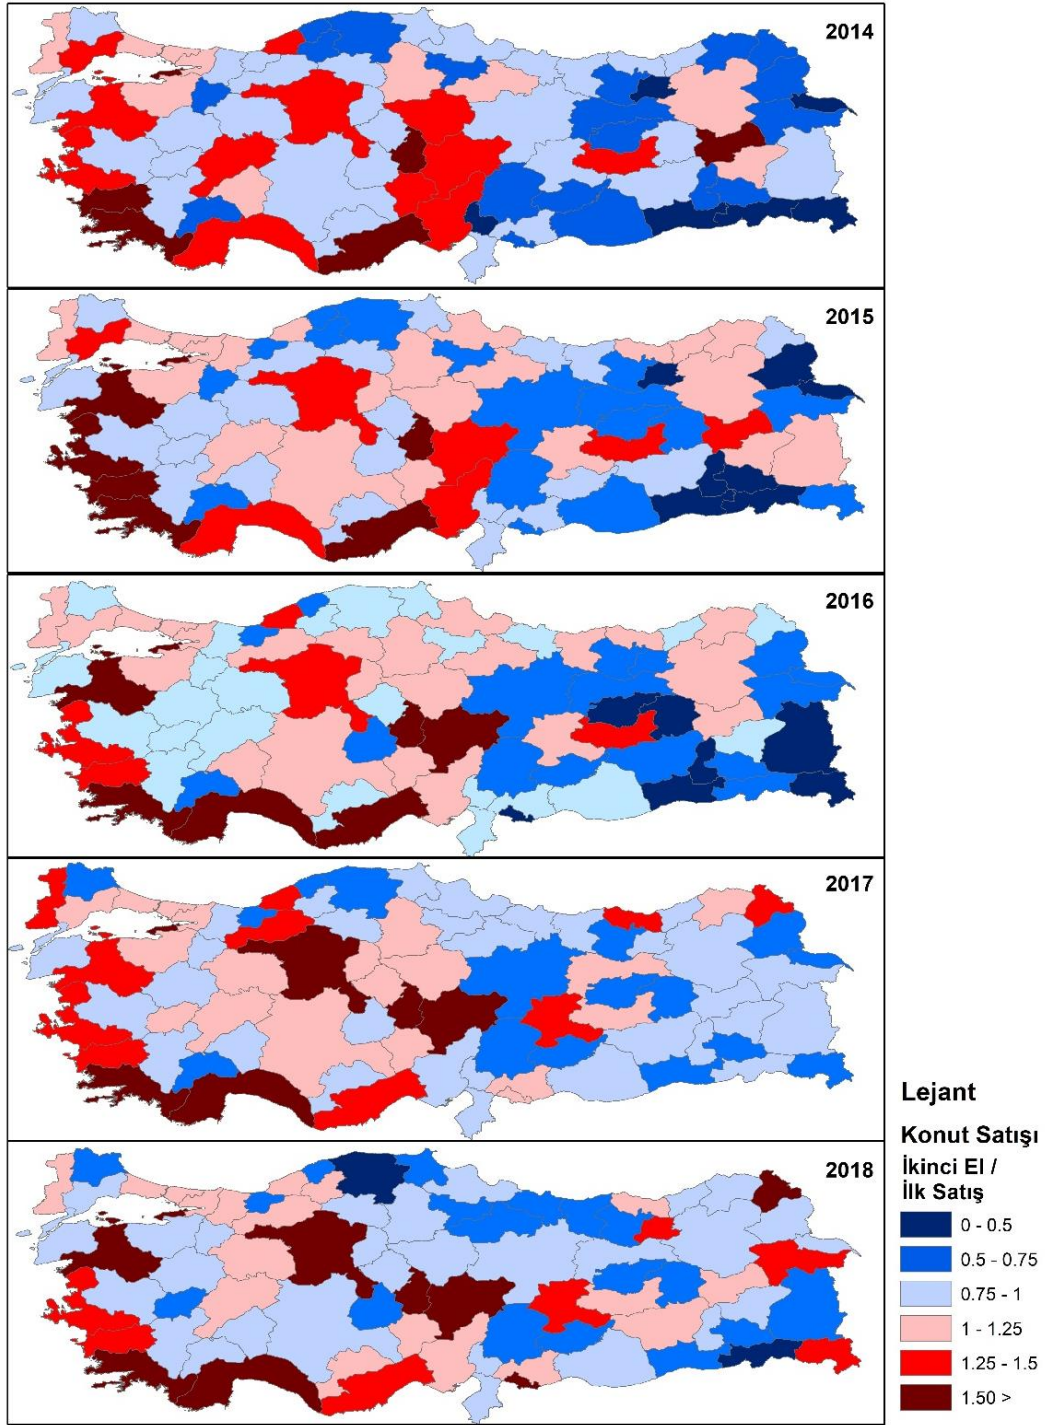 2014
2015
2016
2017
2018
Lejant
Konut Satışı
İkinci El /
İlk Satış
0 - 0.5
0.5 - 0.75
0.75 - 1
1 - 1.25
1.25 - 1.5
1.50 >